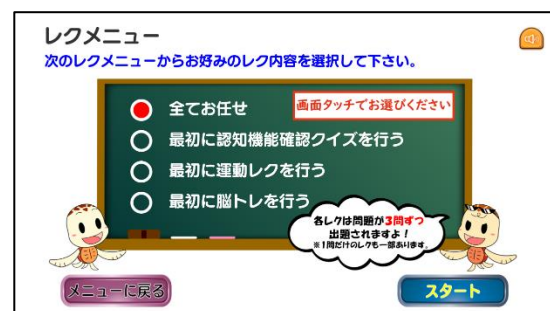 レクメニュー
次のレクメニューからお好みのレク内容を選択して下さい。
全てお任せ
画面タッチでお選びください
最初に認知機能確認クイズを行う
最初に運動レクを行う
最初に脳トレを行う
各レクは問題が3問ずつ
出題されますよ！
※1問だけのレクも一部あります。
メニューに戻る
スタート